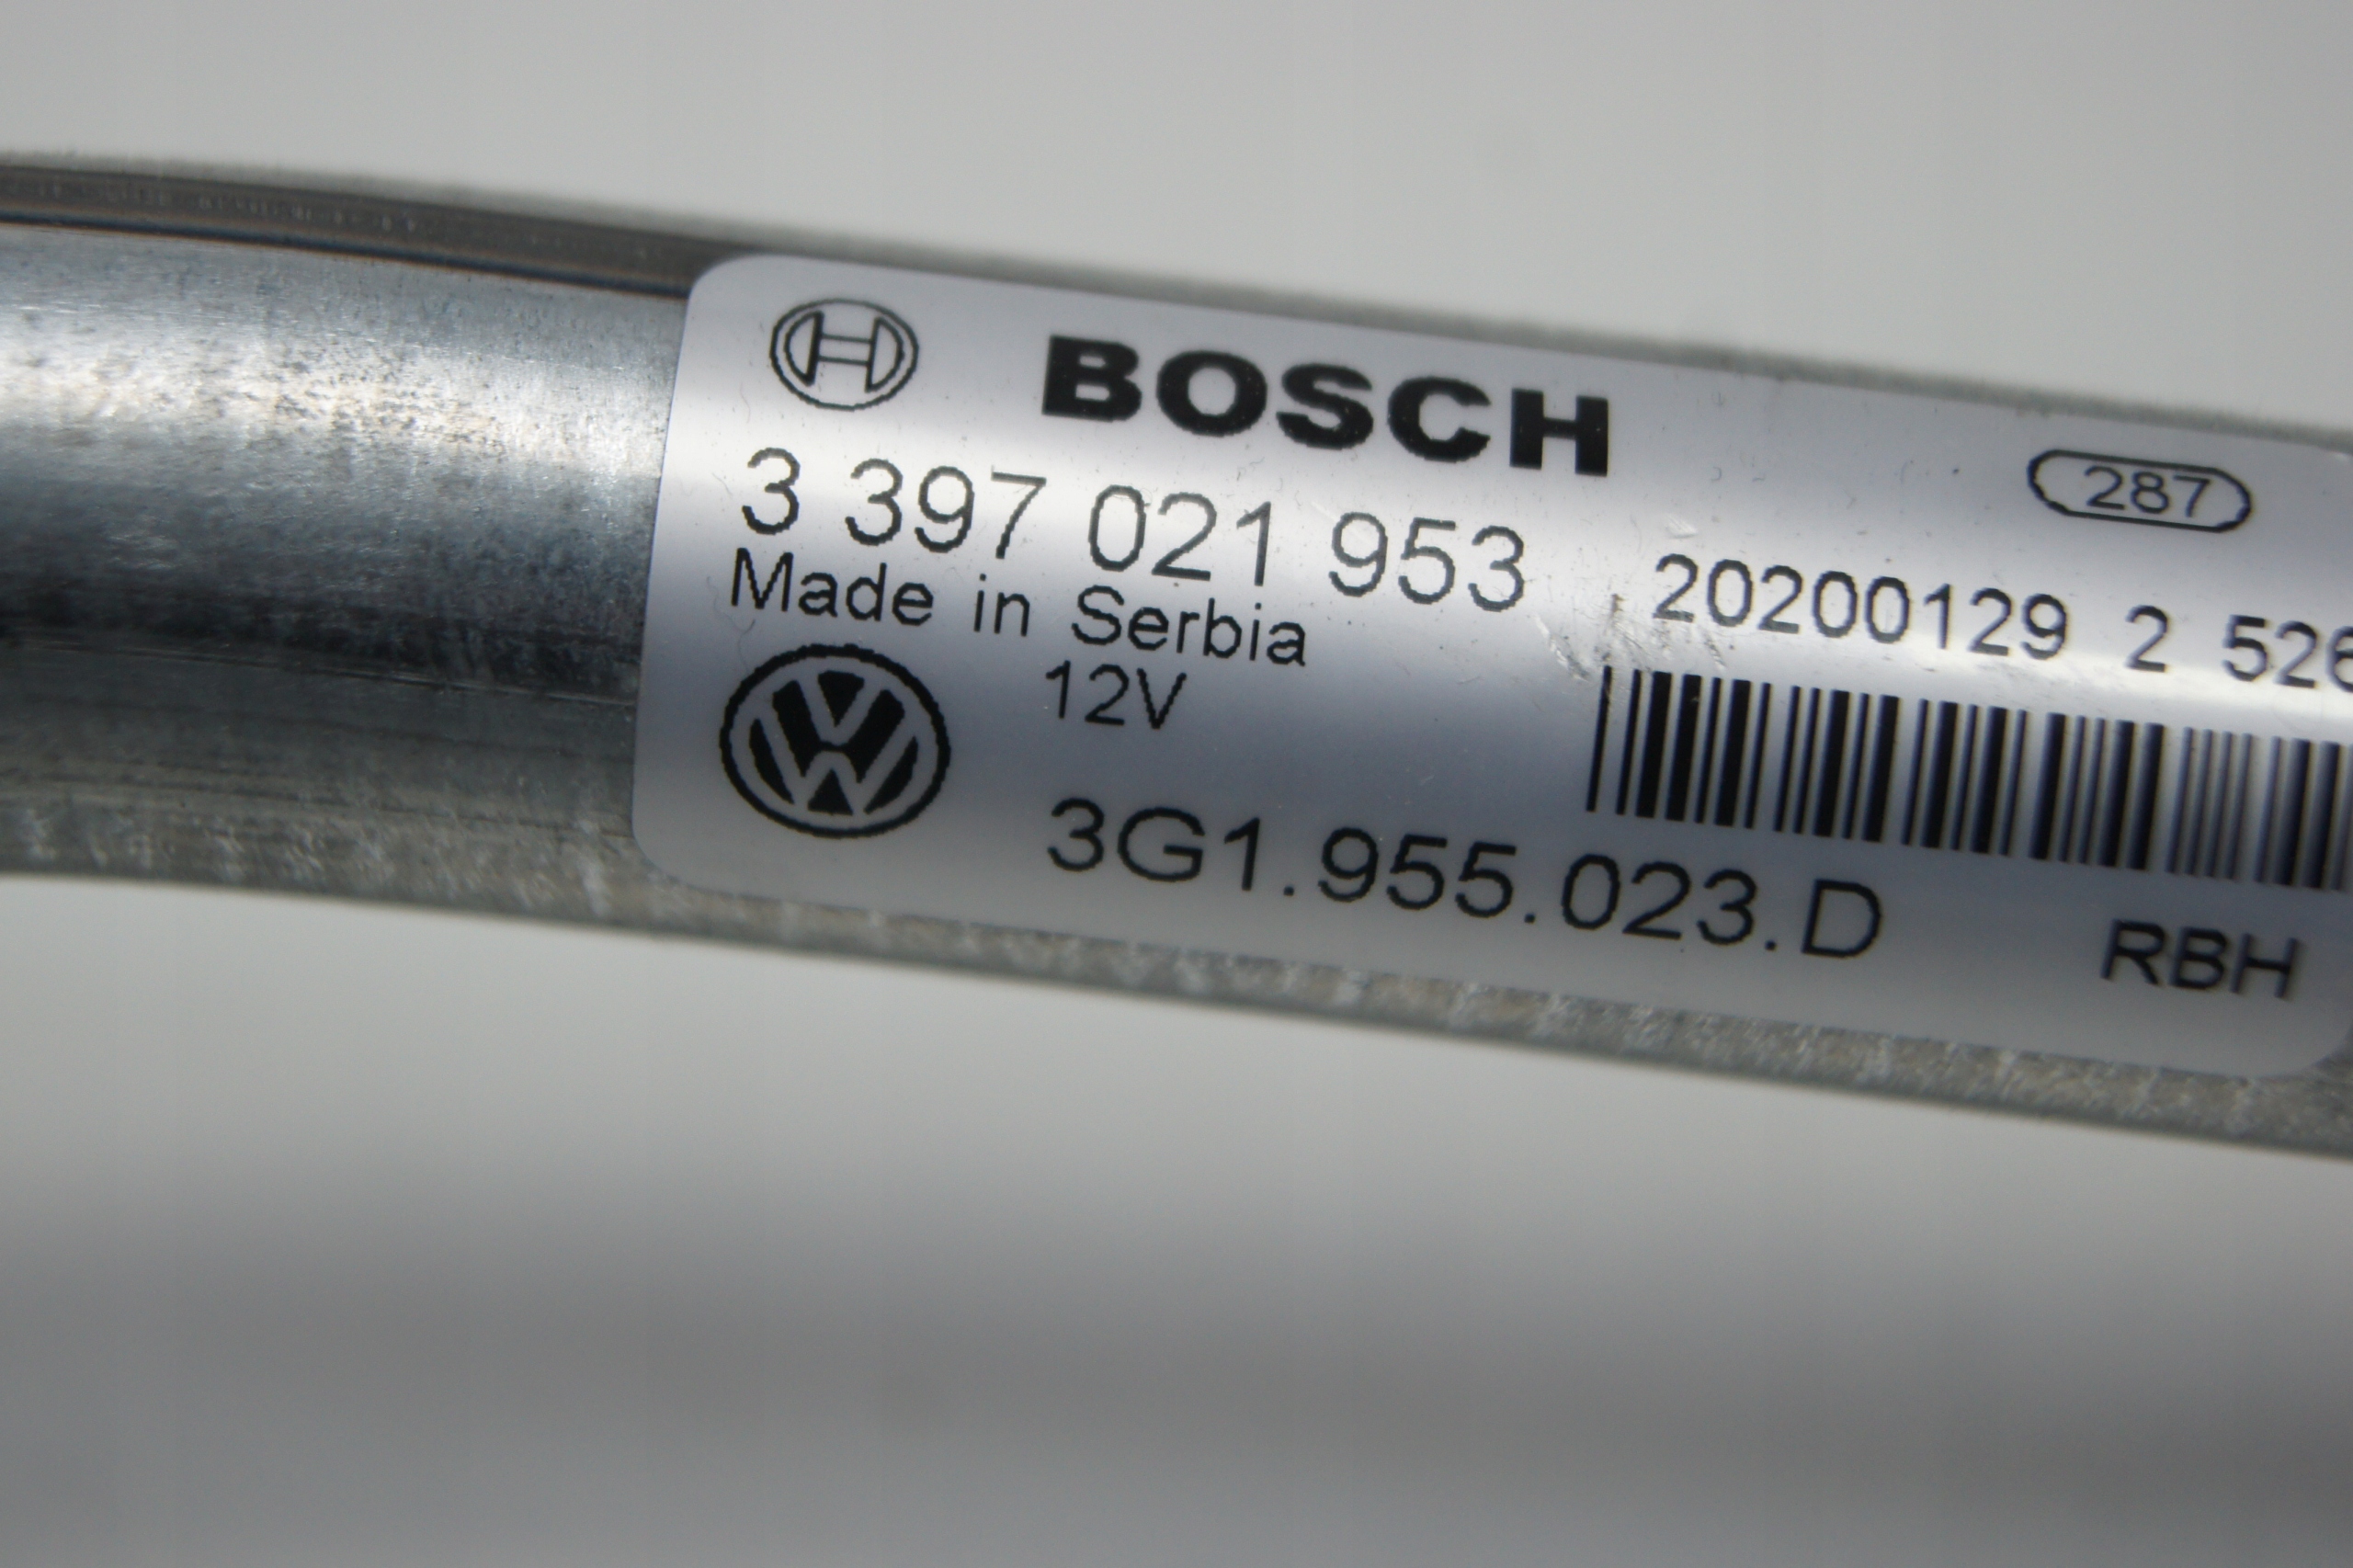 BOSCH
287
3 397 021 953
20200129 2 526
Made in Serbia
12V
3G1.955.023.D
RBH